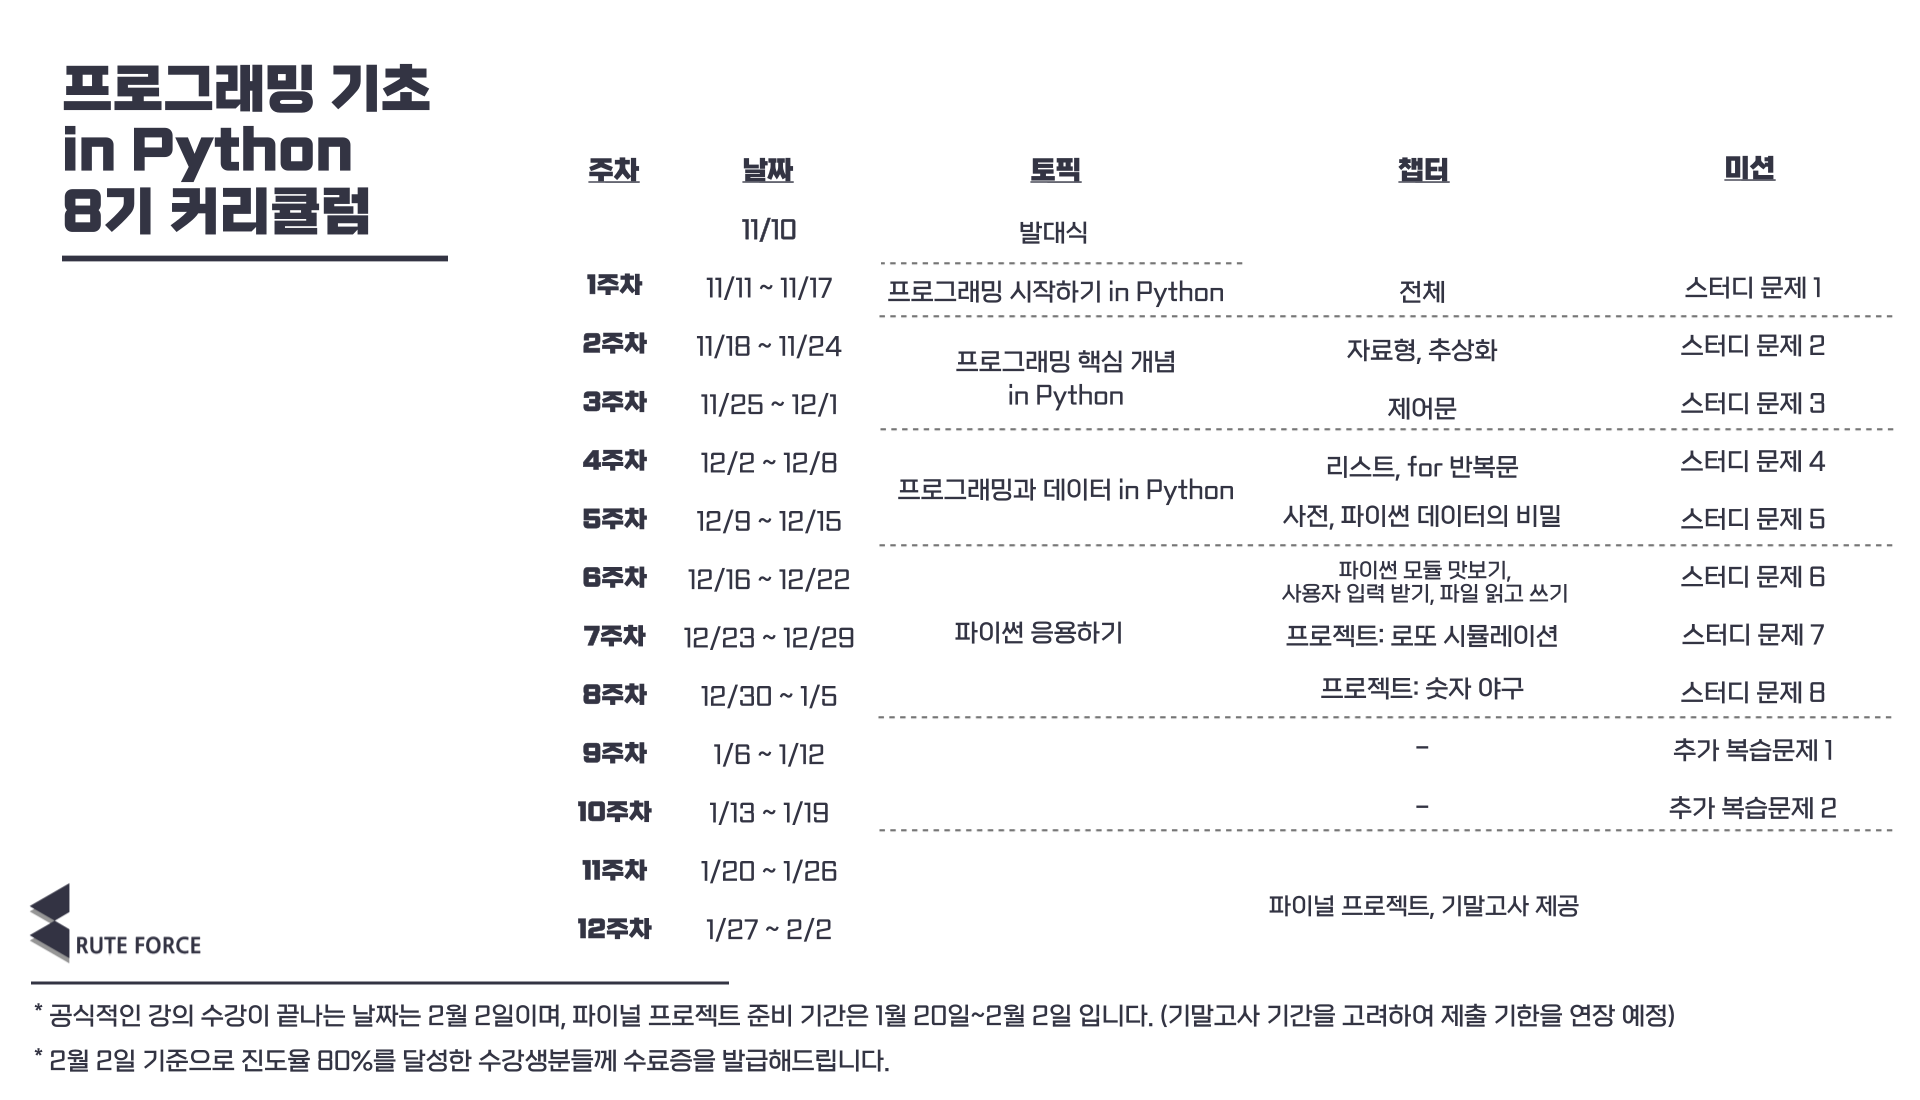 프로그래밍 기초
in Python
8기 커리큘럼
주차 날짜 토픽 챕터 미션
11/10 발대식
1주차 11/11 ~ 11/17 프로그래밍 시작하기 in Python 전체 스터디 문제 1
2주차 11/18 ~ 11/24 프로그래밍 핵심 개념 자료형, 추상화 스터디 문제 2
in Python
3주차 11/25 ~ 12/1 제어문 스터디 문제 3
4주차 12/2 ~ 12/8 리스트, for 반복문 스터디 문제 4
프로그래밍과 데이터 in Python
5주차 12/9 ~ 12/15 사전, 파이썬 데이터의 비밀 스터디 문제 5
6주차 12/16 ~ 12/22 파이썬 모듈 맛보기, 스터디 문제 6
사용자 입력 받기, 파일 읽고 쓰기
7주차 12/23 ~ 12/29 파이썬 응용하기 프로젝트: 로또 시뮬레이션 스터디 문제 7
8주차 12/30 ~ 1/5 프로젝트: 숫자 야구 스터디 문제 8
9주차 1/6 ~ 1/12 - 추가 복습문제 1
10주차 1/13 ~ 1/19 - 추가 복습문제 2
11주차 1/20 ~ 1/26
파이널 프로젝트, 기말고사 제공
12주차 1/27 ~ 2/2
RUTE FORCE
* 공식적인 강의 수강이 끝나는 날짜는 2월 2일이며, 파이널 프로젝트 준비 기간은 1월 20일~2월 2일 입니다. (기말고사 기간을 고려하여 제출 기한을 연장 예정)
* 2월 2일 기준으로 진도율 80%를 달성한 수강생분들께 수료증을 발급해드립니다.